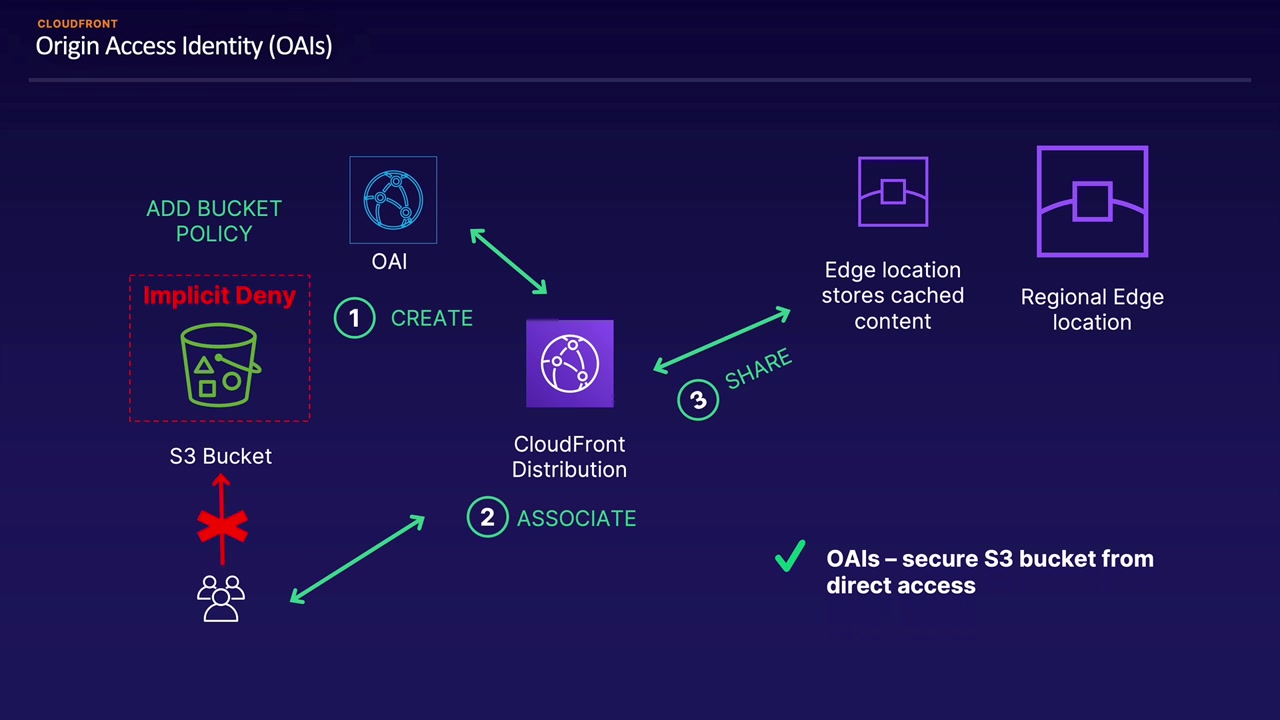 CLOUDFRONT
Origin Access Identity (OAIs)
ADD BUCKET
POLICY
Implicit Deny
S3 Bucket
OAI
1 CREATE
CloudFront
Distribution
2 ASSOCIATE
3 SHARE
Edge location
stores cached
content
Regional Edge
location
OAIs – secure S3 bucket from
direct access